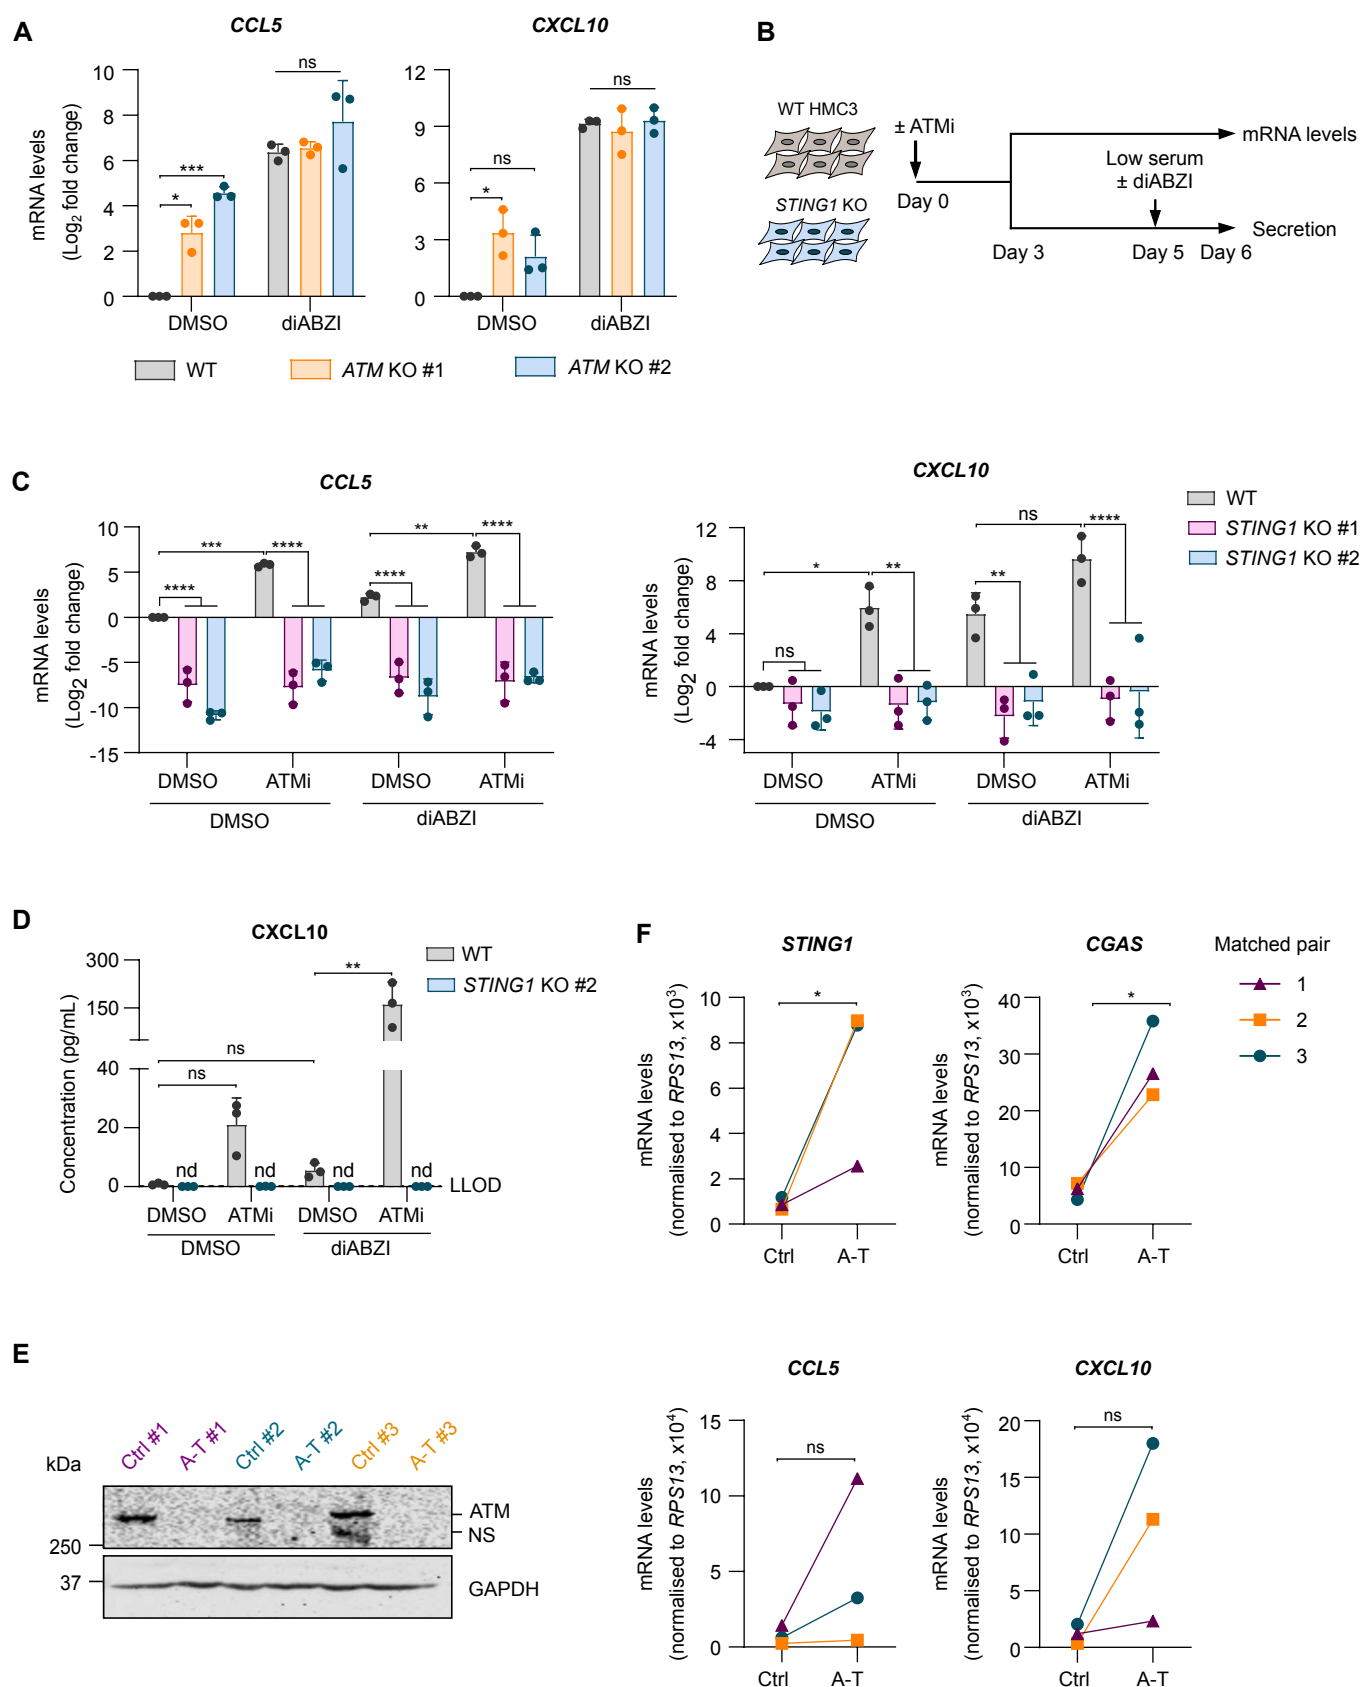 A
CCL5
CXCL10
mRNA levels
(Log2 fold change)
10
8
6
4
2
0
*
***
ns
DMSO
diABZI
12
9
6
3
0
*
ns
ns
DMSO
diABZI
WT
ATM KO #1
ATM KO #2
B
WT HMC3
STING1 KO
± ATMi
Day 0
Day 3
Low serum
± diABZI
Day 5
Day 6
mRNA levels
Secretion
C
CCL5
mRNA levels
(Log2 fold change)
10
5
0
-5
-10
-15
***
****
****
**
****
****
DMSO
ATMi
DMSO
ATMi
DMSO
diABZI
CXCL10
mRNA levels
(Log2 fold change)
12
8
4
0
-4
*
ns
**
ns
**
****
DMSO
ATMi
DMSO
ATMi
DMSO
diABZI
WT
STING1 KO #1
STING1 KO #2
D
CXCL10
Concentration (pg/mL)
300
150
40
20
0
ns
ns
**
nd
nd
nd
nd
LLOD
DMSO
ATMi
DMSO
ATMi
DMSO
diABZI
WT
STING1 KO #2
E
kDa
Ctrl #1
A-T #1
Ctrl #2
A-T #2
Ctrl #3
A-T #3
250
37
ATM
NS
GAPDH
F
STING1
mRNA levels
(normalised to RPS13, x10³)
10
8
6
4
2
0
*
Ctrl
A-T
CGAS
mRNA levels
(normalised to RPS13, x10³)
40
30
20
10
0
*
Ctrl
A-T
Matched pair
1
2
3
CCL5
mRNA levels
(normalised to RPS13, x10⁴)
15
10
5
0
ns
Ctrl
A-T
CXCL10
mRNA levels
(normalised to RPS13, x10⁴)
20
15
10
5
0
ns
Ctrl
A-T